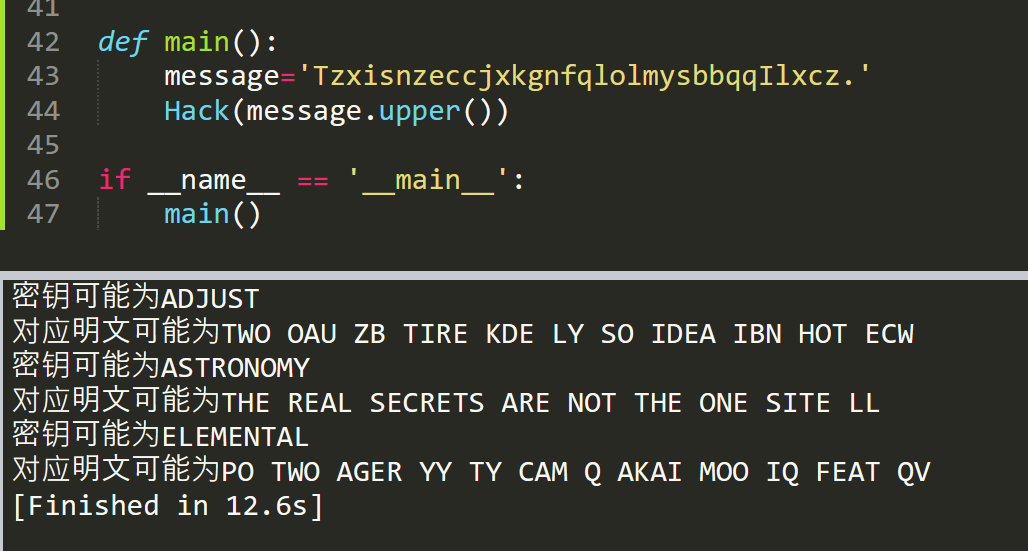 41
42 def main():
43 message='TzxisnzeccjxkgnfqlolmysbbqqIlxcz.'
44 Hack(message.upper())
45
46 if __name__ == '__main__':
47 main()
密钥可能为ADJUST
对应明文可能为TWO OAU ZB TIRE KDE LY SO IDEA IBN HOT ECW
密钥可能为ASTRONOMY
对应明文可能为THE REAL SECRETS ARE NOT THE ONE SITE LL
密钥可能为ELEMENTAL
对应明文可能为PO TWO AGER YY TY CAM Q AKAI MOO IQ FEAT QV
[Finished in 12.6s]